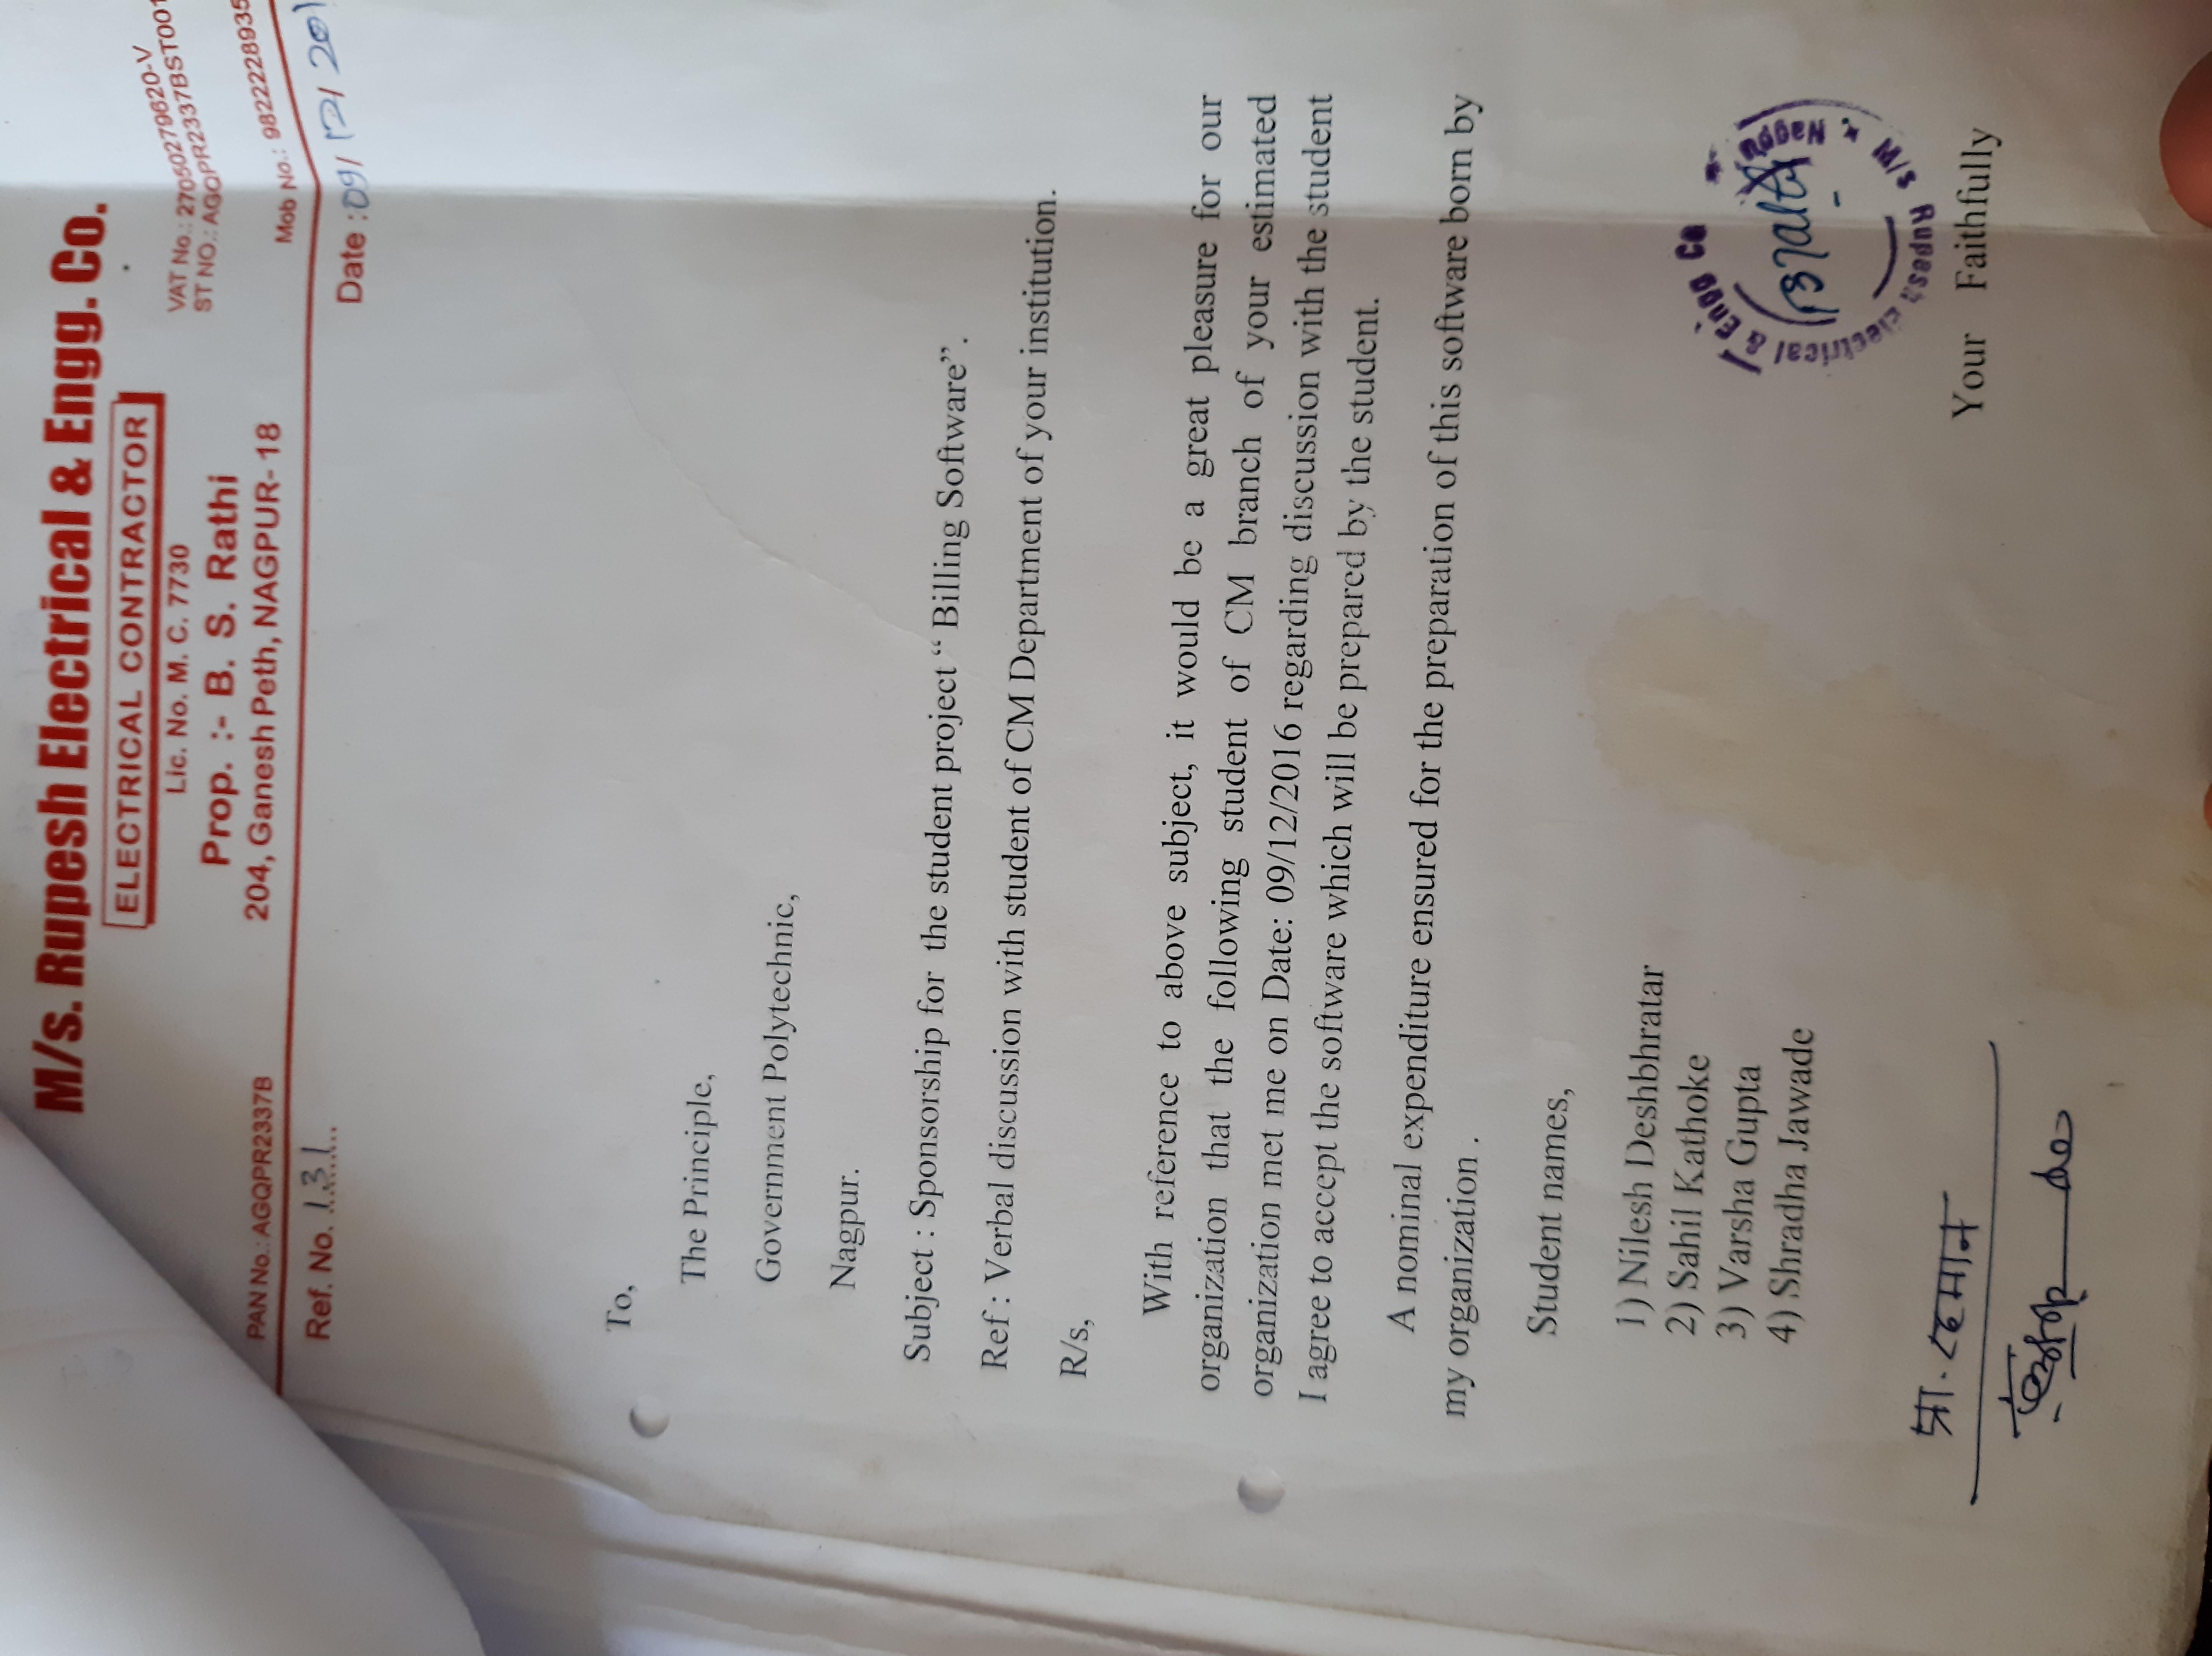 M/s. Rupesh Electrical & Engg. Co.
ELECTRICAL CONTRACTOR
Lic. No. M. C. 7730
Prop. :- B. S. Rathi
204, Ganesh Peth, NAGPUR- 18
VAT No.: 27050279620-V
ST NO.: AGQPR2337BST001
PAN No.: AGQPR2337B
Mob No.: 9822228935
Ref. No. 131
Date : 09/12/201
To,
The Principle,
Government Polytechnic,
Nagpur.
Subject : Sponsorship for the student project “ Billing Software”.
Ref : Verbal discussion with student of CM Department of your institution.
R/s,
With reference to above subject, it would be a great pleasure for our
organization that the following student of CM branch of your estimated
organization met me on Date: 09/12/2016 regarding discussion with the student
I agree to accept the software which will be prepared by the student.
A nominal expenditure ensured for the preparation of this software born by
my organization .
Student names,
1) Nilesh Deshbhratar
2) Sahil Kathoke
3) Varsha Gupta
4) Shradha Jawade
M/s Rupesh Electrical & Engg Co
Nagpu
Your Faithfully
प्रा. रहमान